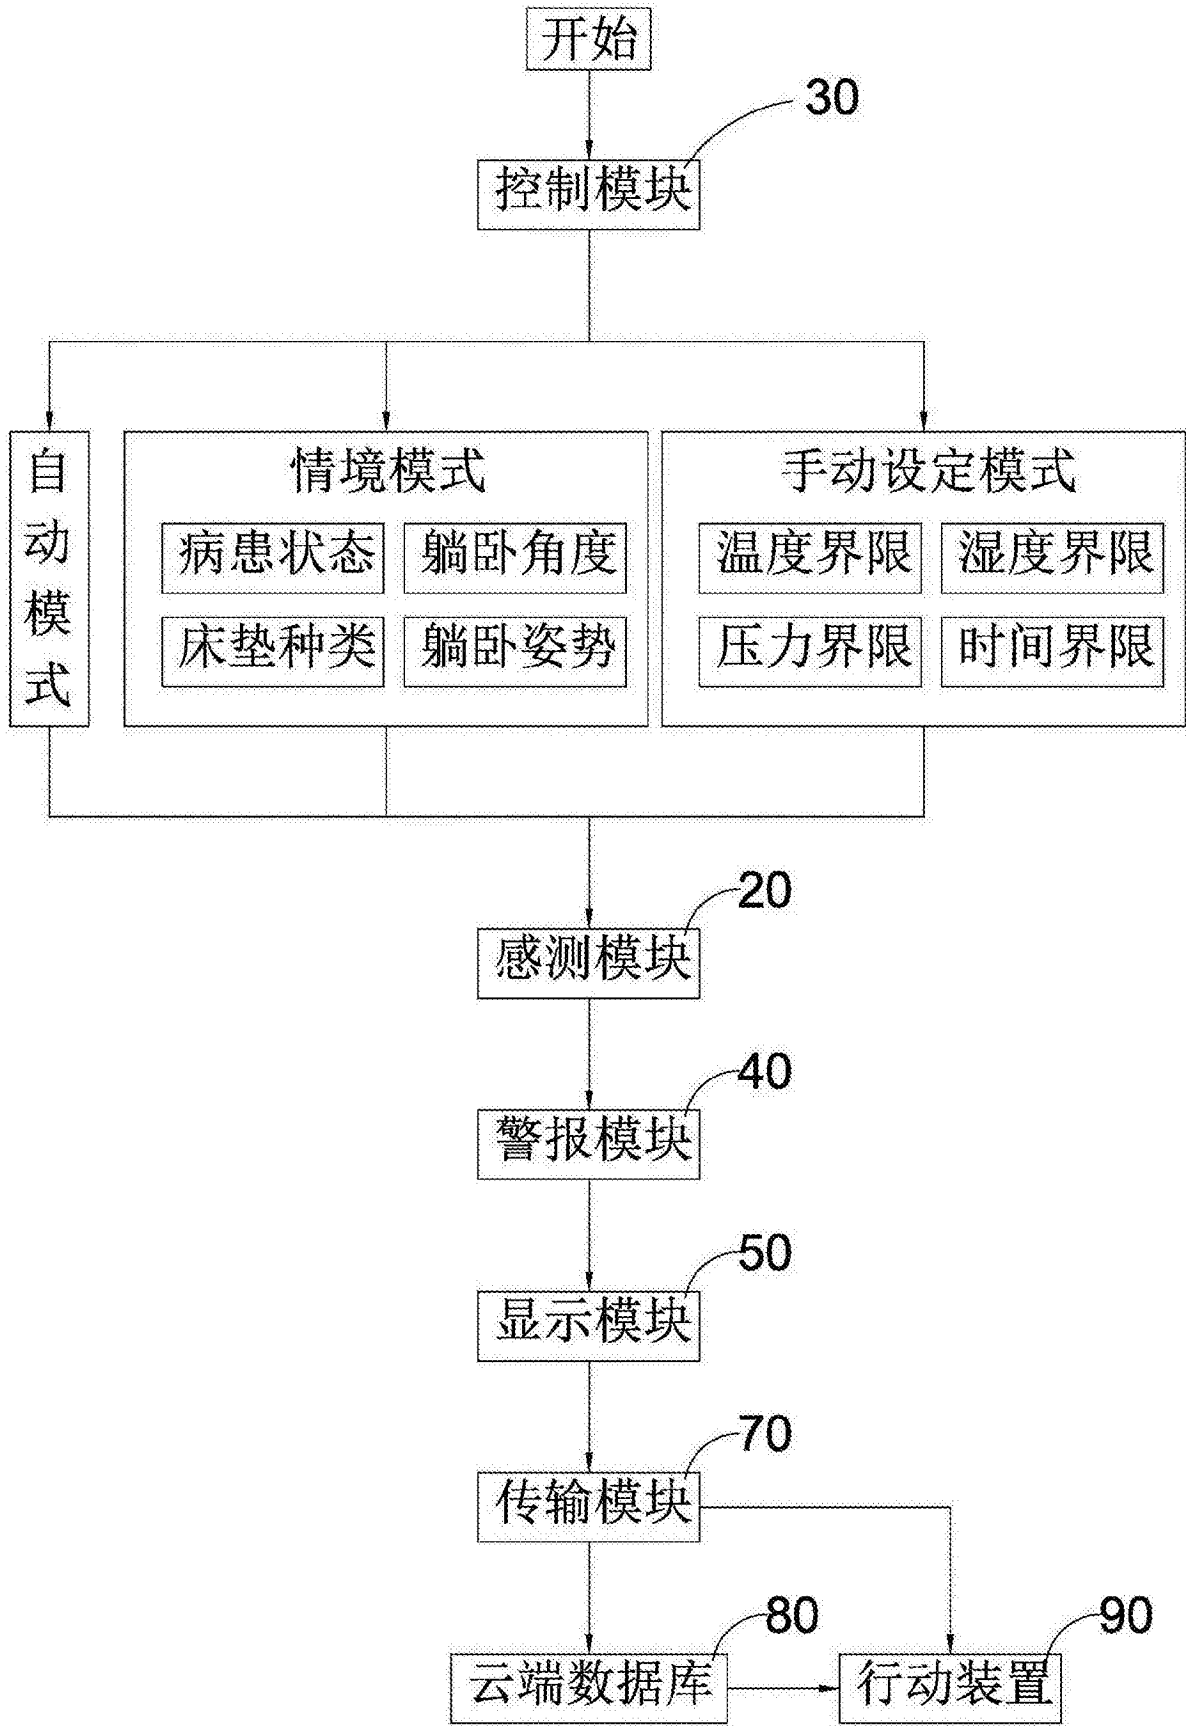 开始
30
控制模块
自动模式
情境模式
病患状态
躺卧角度
床垫种类
躺卧姿势
手动设定模式
温度界限
湿度界限
压力界限
时间界限
20
感测模块
40
警报模块
50
显示模块
70
传输模块
80
云端数据库
90
行动装置